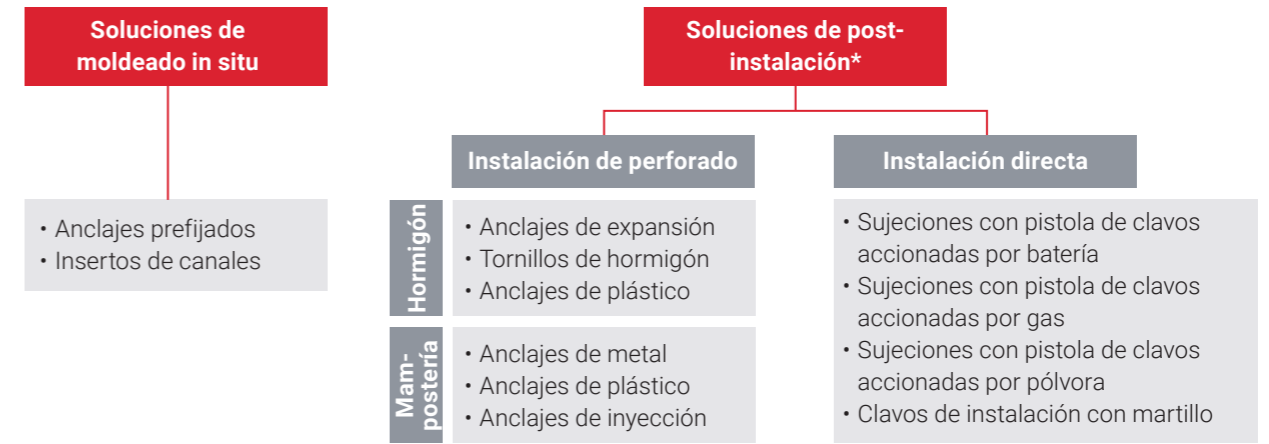 Soluciones de
moldeado in situ
• Anclajes prefijados
• Insertos de canales
Soluciones de post-
instalación*
Instalación de perforado
Hormigón
• Anclajes de expansión
• Tornillos de hormigón
• Anclajes de plástico
Mam-
postería
• Anclajes de metal
• Anclajes de plástico
• Anclajes de inyección
Instalación directa
• Sujeciones con pistola de clavos
accionadas por batería
• Sujeciones con pistola de clavos
accionadas por gas
• Sujeciones con pistola de clavos
accionadas por pólvora
• Clavos de instalación con martillo